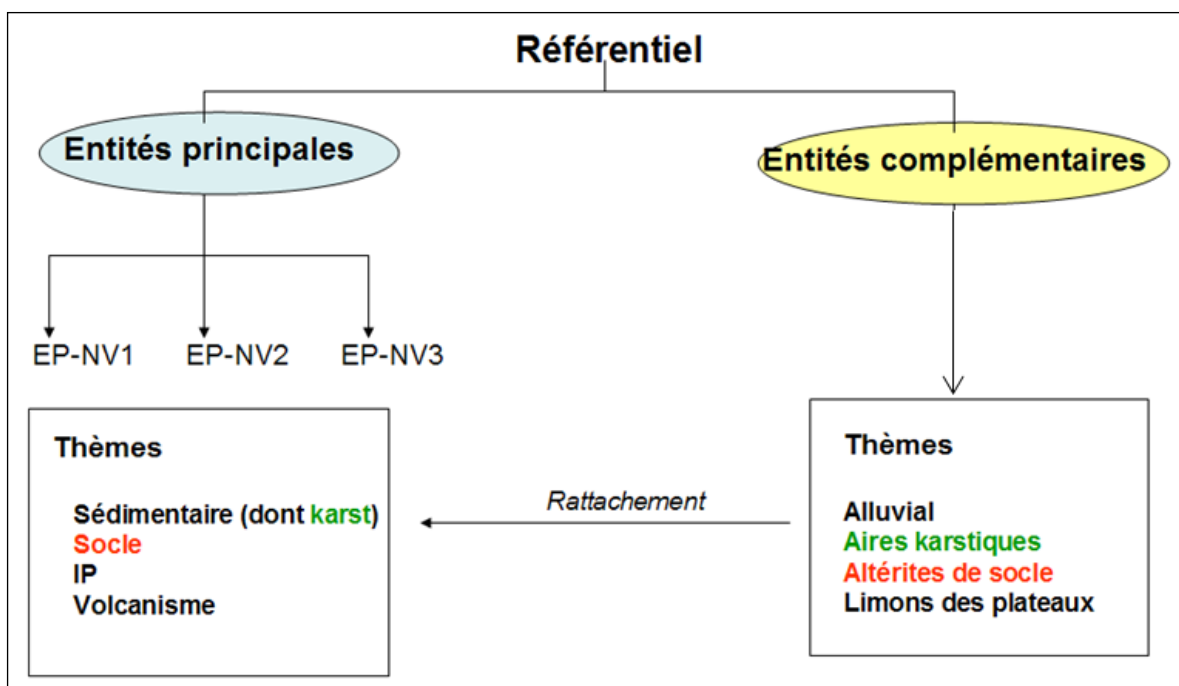 Référentiel
Entités principales
Entités complémentaires
EP-NV1 EP-NV2 EP-NV3
Thèmes
Sédimentaire (dont karst)
Socle
IP
Volcanisme
Rattachement
Thèmes
Alluvial
Aires karstiques
Altérites de socle
Limons des plateaux